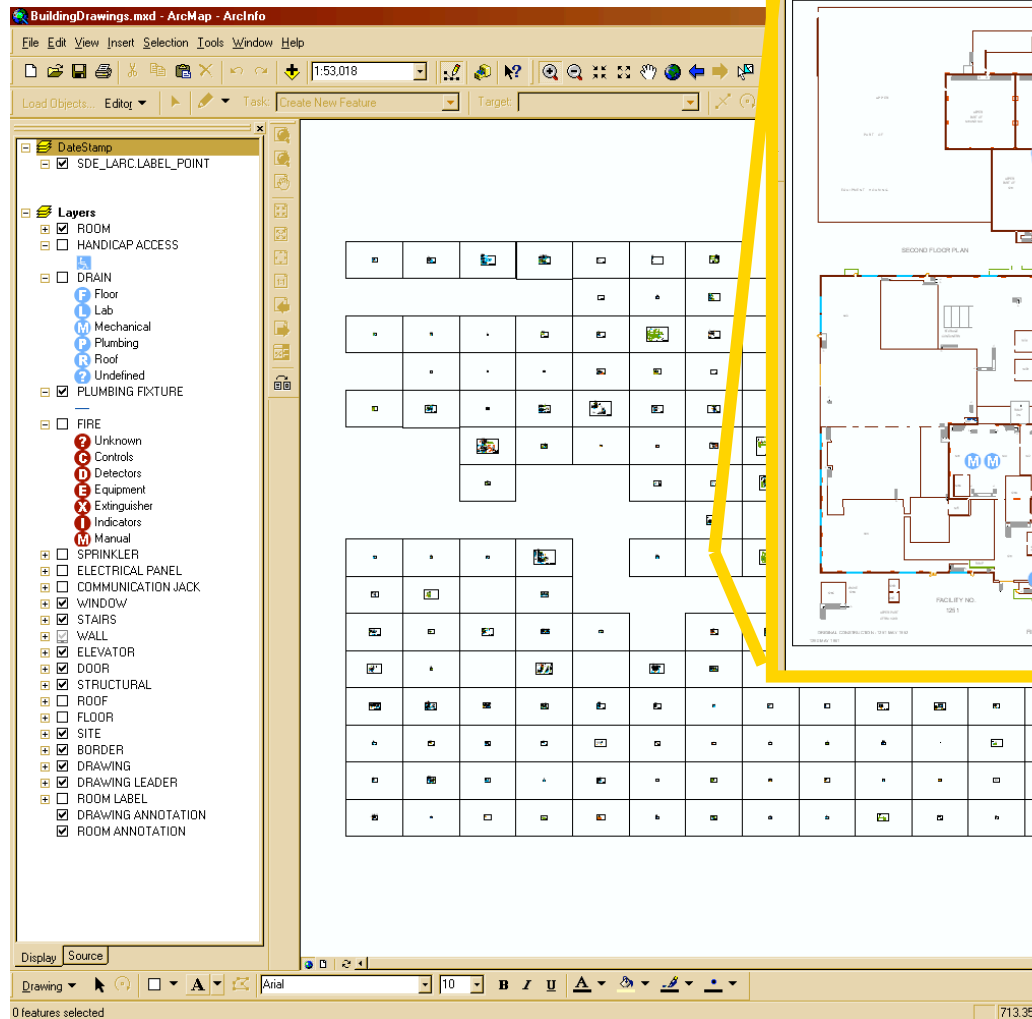 BuildingDrawings.mxd - ArcMap - ArcInfo
File Edit View Insert Selection Tools Window Help
1:53,018
Load Objects... Editor Task: Create New Feature Target:
DateStamp
SDE_LARC.LABEL_POINT
Layers
ROOM
HANDICAP ACCESS
DRAIN
F Floor
L Lab
M Mechanical
P Plumbing
R Roof
? Undefined
PLUMBING FIXTURE
FIRE
? Unknown
C Controls
D Detectors
E Equipment
X Extinguisher
I Indicators
M Manual
SPRINKLER
ELECTRICAL PANEL
COMMUNICATION JACK
WINDOW
STAIRS
WALL
ELEVATOR
DOOR
STRUCTURAL
ROOF
FLOOR
SITE
BORDER
DRAWING
DRAWING LEADER
ROOM LABEL
DRAWING ANNOTATION
ROOM ANNOTATION
SECOND FLOOR PLAN
M M
FACILITY NO.
1251
Display Source
Drawing A Arial 10 B I U A
0 features selected
713.35